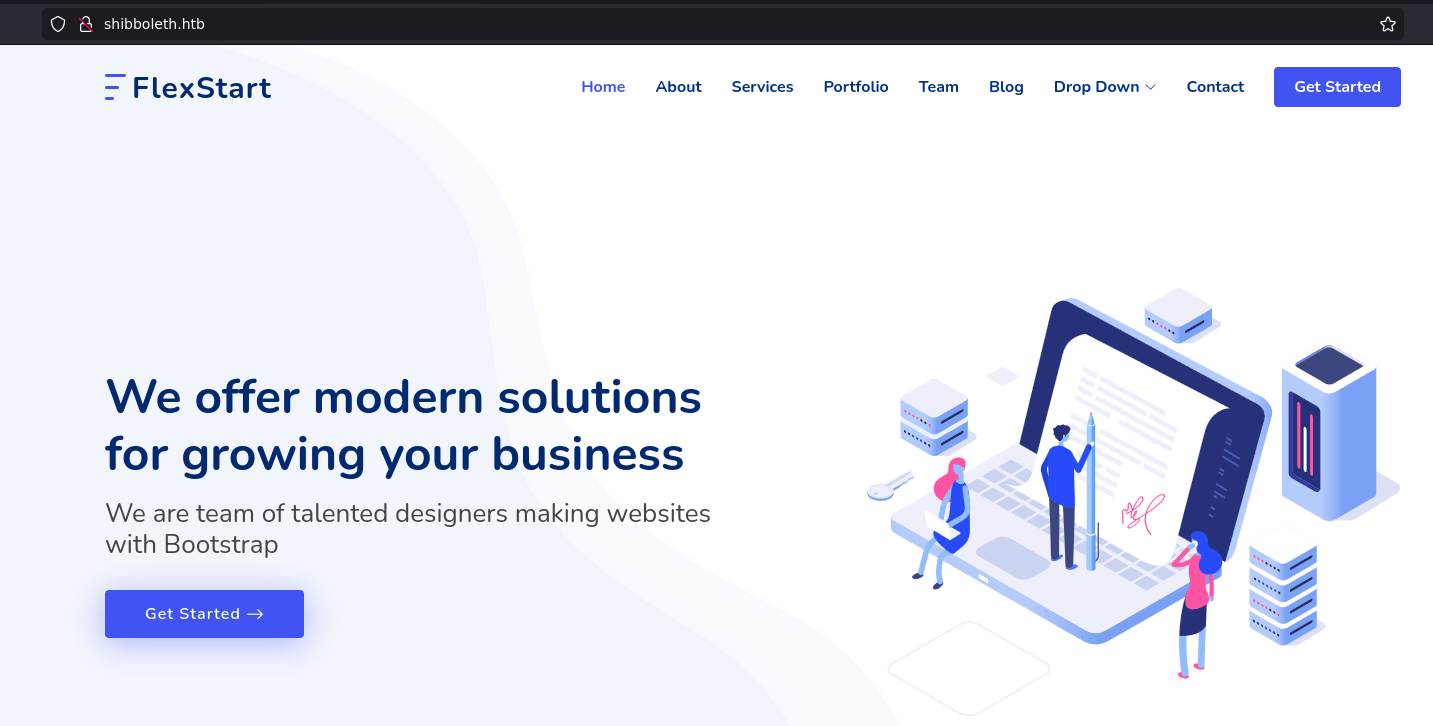 shibboleth.htb
FlexStart
Home About Services Portfolio Team Blog Drop Down Contact Get Started
We offer modern solutions
for growing your business
We are team of talented designers making websites
with Bootstrap
Get Started →